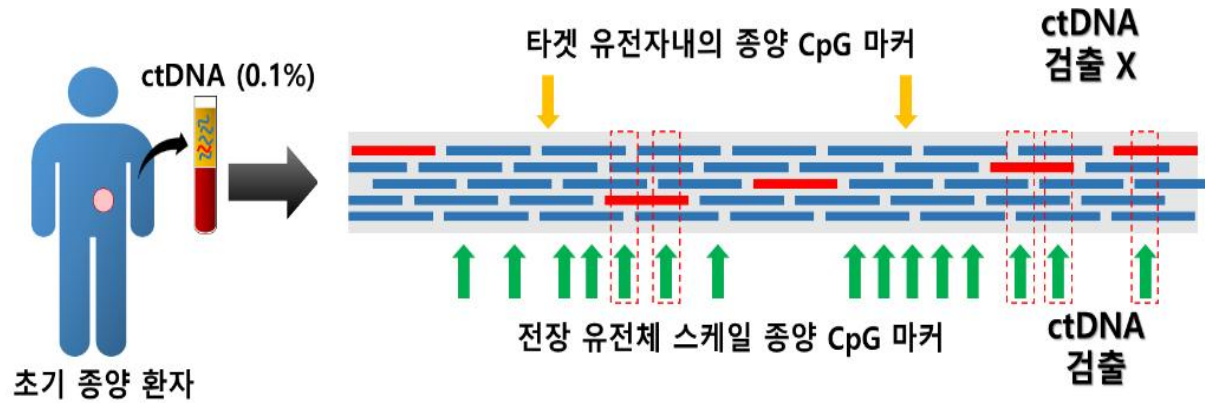 타겟 유전자내의 종양 CpG 마커
ctDNA
검출 X
ctDNA (0.1%)
전장 유전체 스케일 종양 CpG 마커
ctDNA
검출
초기 종양 환자